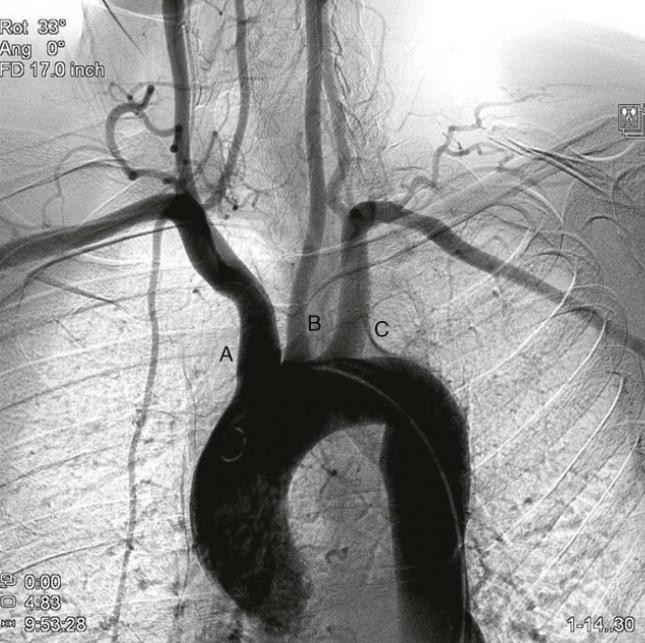 Rot 33°
Ang 0°
FD 17.0 inch
B
C
A
0:00
4:83
9:53:28
1-14.30